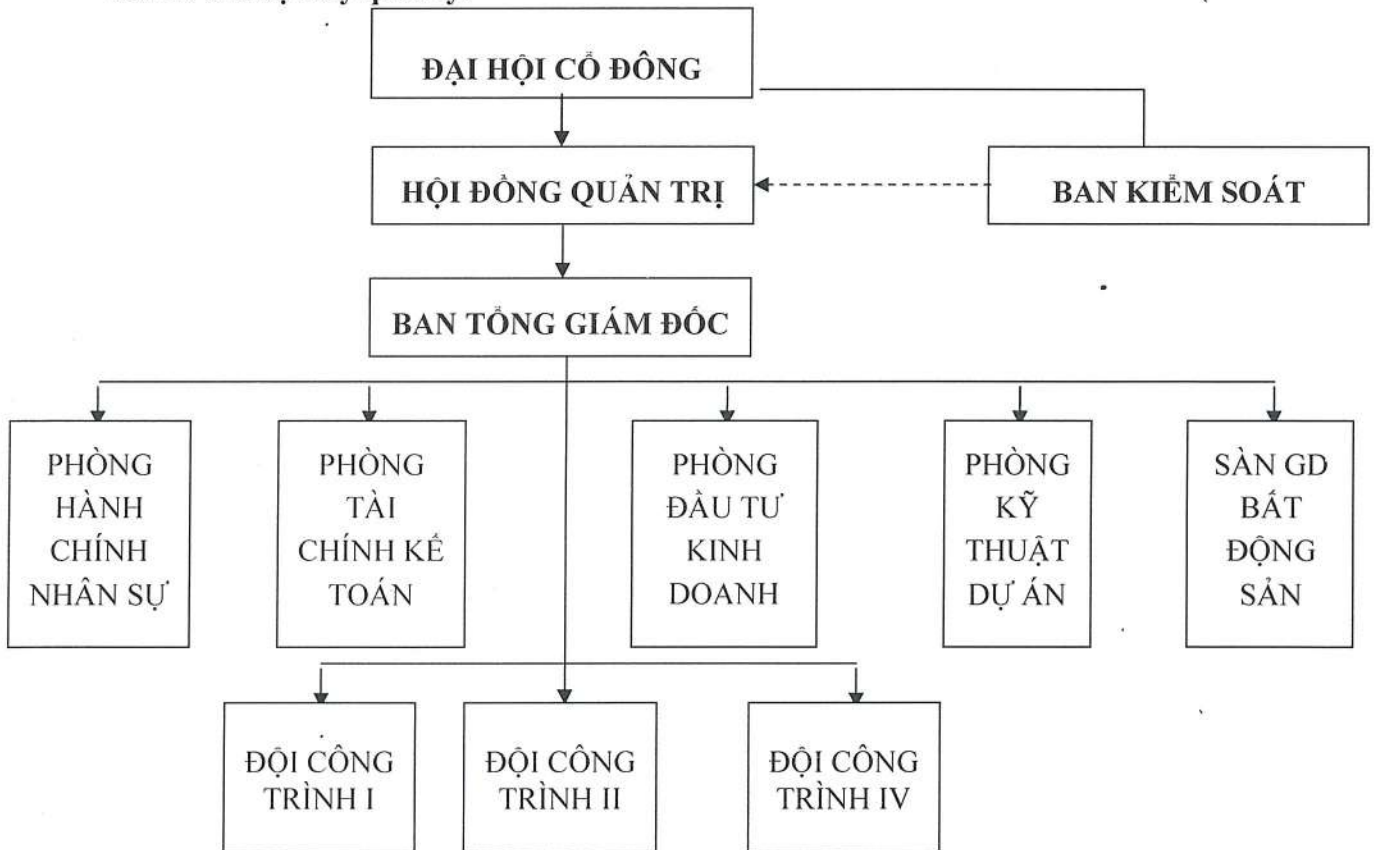 ĐẠI HỘI CỔ ĐÔNG
HỘI ĐỒNG QUẢN TRỊ
BAN KIỂM SOÁT
BAN TỔNG GIÁM ĐỐC
PHÒNG
HÀNH
CHÍNH
NHÂN SỰ
PHÒNG
TÀI
CHÍNH KẾ
TOÁN
PHÒNG
ĐẦU TƯ
KINH
DOANH
PHÒNG
KỸ
THUẬT
DỰ ÁN
SÀN GD
BẤT
ĐỘNG
SẢN
ĐỘI CÔNG
TRÌNH I
ĐỘI CÔNG
TRÌNH II
ĐỘI CÔNG
TRÌNH IV